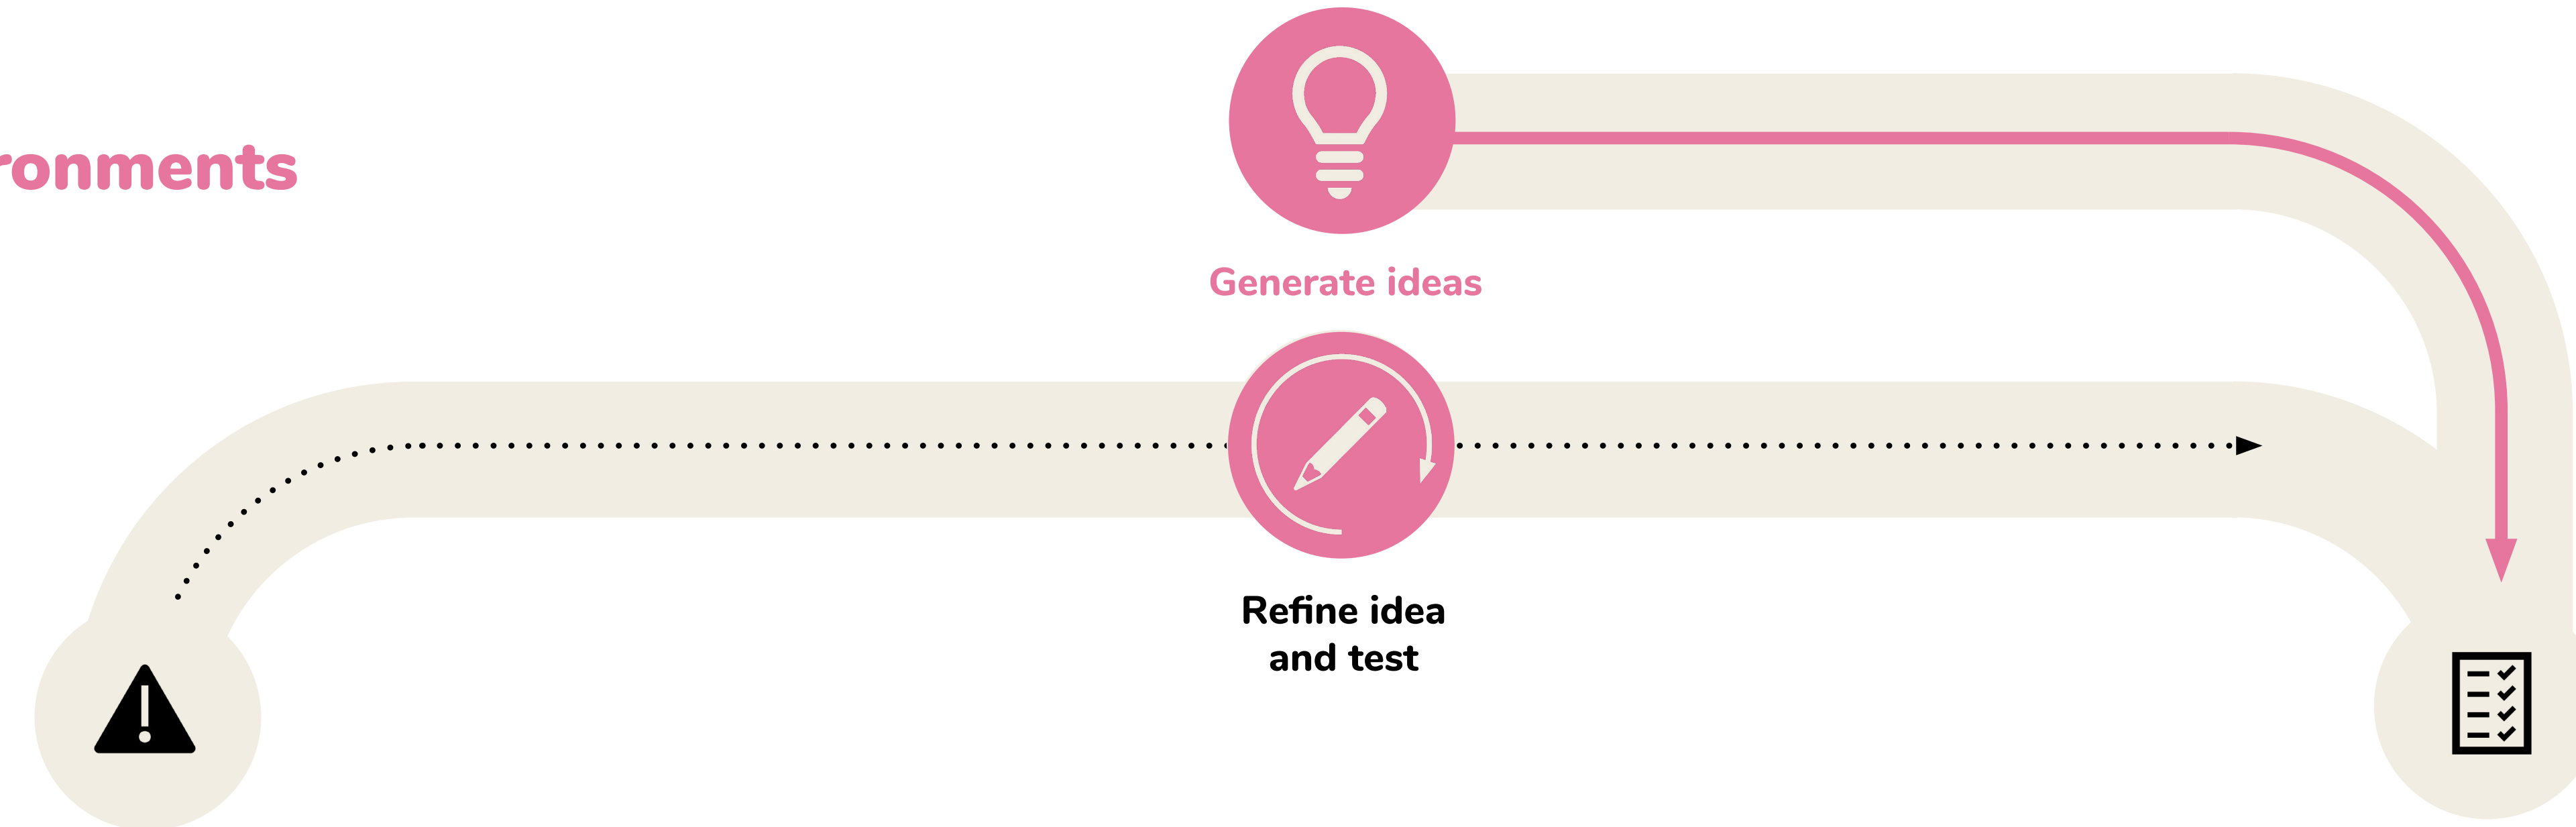 ronments
Generate ideas
Refine idea
and test